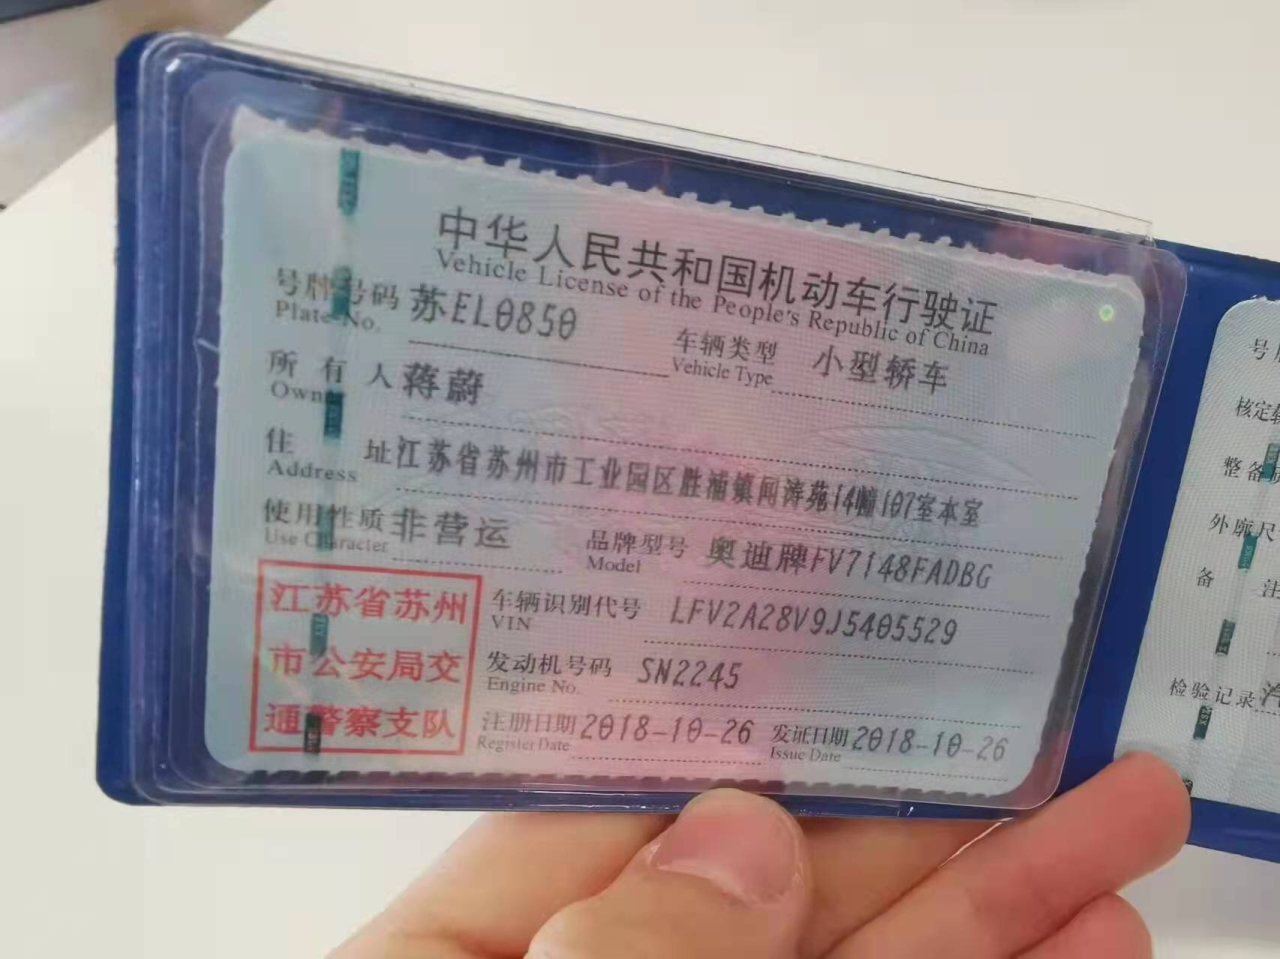 中华人民共和国机动车行驶证
Vehicle License of the People's Republic of China
号牌号码 苏EL0850
Plate No.
车辆类型 小型轿车
Vehicle Type
所有人 蒋蔚
Owner
住址 江苏省苏州市工业园区胜浦镇闻涛苑14幢107室本室
Address
使用性质 非营运
Use Character
品牌型号 奥迪牌FV7148FADBG
Model
江苏省苏州
市公安局交
通警察支队
车辆识别代号 LFV2A28V9J5405529
VIN
发动机号码 SN2245
Engine No.
注册日期 2018-10-26
Register Date
发证日期 2018-10-26
Issue Date
号
核定
整备
外廓尺
备 注
检验记录